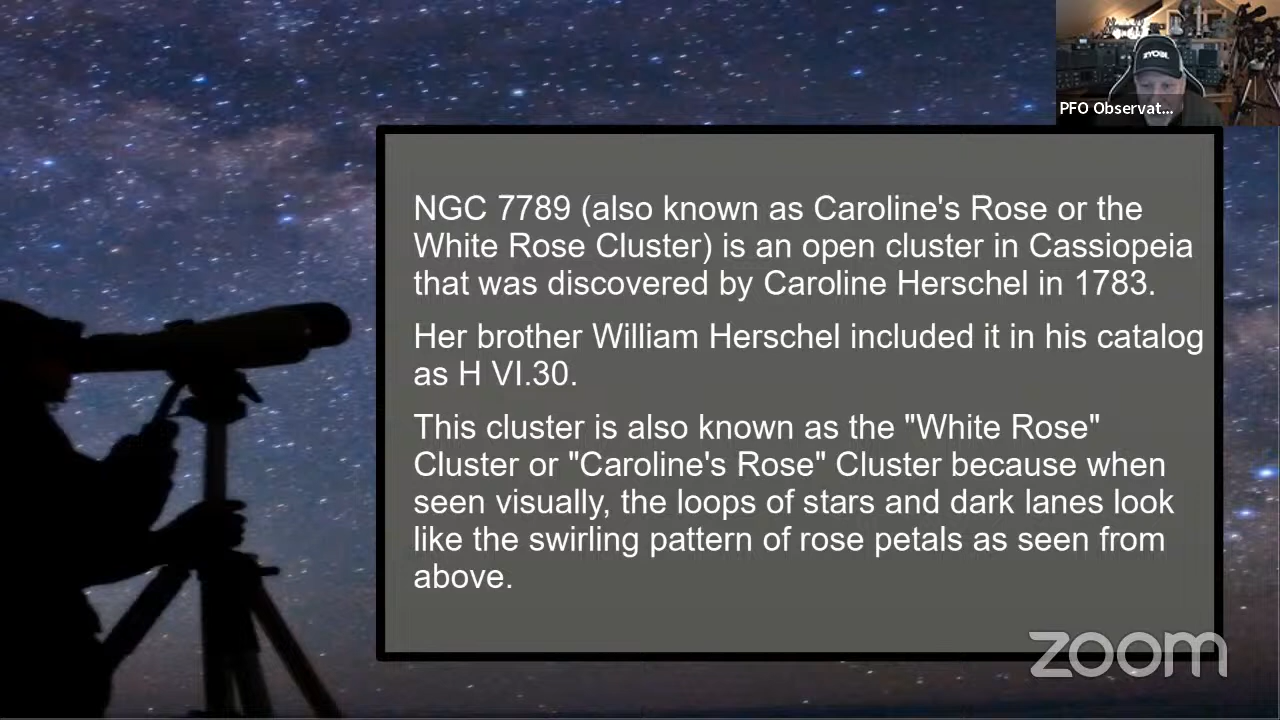 ZYCOM
PFO Observat...
NGC 7789 (also known as Caroline's Rose or the
White Rose Cluster) is an open cluster in Cassiopeia
that was discovered by Caroline Herschel in 1783.
Her brother William Herschel included it in his catalog
as H VI.30.
This cluster is also known as the "White Rose"
Cluster or "Caroline's Rose" Cluster because when
seen visually, the loops of stars and dark lanes look
like the swirling pattern of rose petals as seen from
above.
zoom